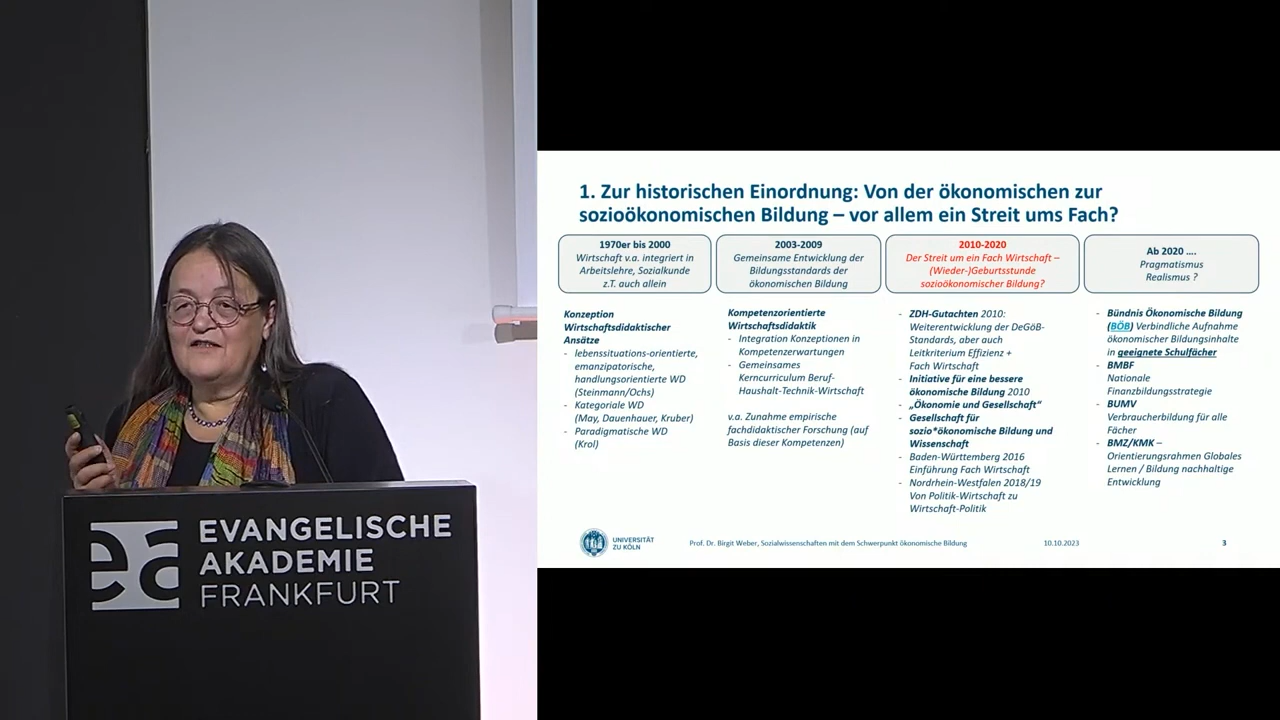 EVANGELISCHE
AKADEMIE
FRANKFURT
ea
1. Zur historischen Einordnung: Von der ökonomischen zur
sozioökonomischen Bildung – vor allem ein Streit ums Fach?
1970er bis 2000
Wirtschaft v.a. integriert in
Arbeitslehre, Sozialkunde
z.T. auch allein
Konzeption
Wirtschaftsdidaktischer
Ansätze
- lebenssituations-orientierte,
emanzipatorische,
handlungsorientierte WD
(Steinmann/Ochs)
- Kategoriale WD
(May, Dauenhauer, Kruber)
- Paradigmatische WD
(Krol)
2003-2009
Gemeinsame Entwicklung der
Bildungsstandards der
ökonomischen Bildung
Kompetenzorientierte
Wirtschaftsdidaktik
- Integration Konzeptionen in
Kompetenzerwartungen
- Gemeinsames
Kerncurriculum Beruf-
Haushalt-Technik-Wirtschaft
v.a. Zunahme empirische
fachdidaktischer Forschung (auf
Basis dieser Kompetenzen)
2010-2020
Der Streit um ein Fach Wirtschaft –
(Wieder-)Geburtsstunde
sozioökonomischer Bildung?
- ZDH-Gutachten 2010:
Weiterentwicklung der DeGöB-
Standards, aber auch
Leitkriterium Effizienz +
Fach Wirtschaft
- Initiative für eine bessere
ökonomische Bildung 2010
- „Ökonomie und Gesellschaft“
- Gesellschaft für
sozio*ökonomische Bildung und
Wissenschaft
- Baden-Württemberg 2016
Einführung Fach Wirtschaft
- Nordrhein-Westfalen 2018/19
Von Politik-Wirtschaft zu
Wirtschaft-Politik
Ab 2020 ....
Pragmatismus
Realismus ?
- Bündnis Ökonomische Bildung
(BÖB) Verbindliche Aufnahme
ökonomischer Bildungsinhalte
in geeignete Schulfächer
- BMBF
Nationale
Finanzbildungsstrategie
- BUMV
Verbraucherbildung für alle
Fächer
- BMZ/KMK –
Orientierungsrahmen Globales
Lernen / Bildung nachhaltige
Entwicklung
UNIVERSITÄT
ZU KÖLN
Prof. Dr. Birgit Weber, Sozialwissenschaften mit dem Schwerpunkt ökonomische Bildung
10.10.2023
3